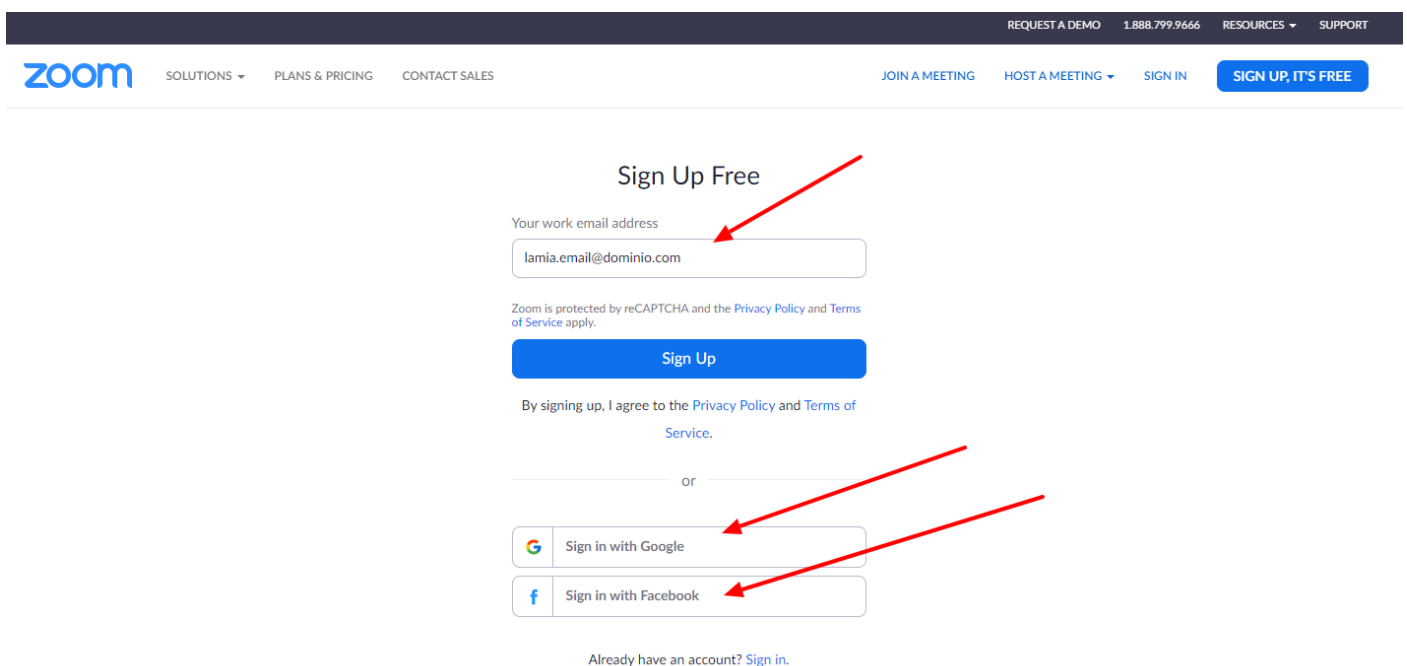 REQUEST A DEMO 1.888.799.9666 RESOURCES SUPPORT
zoom SOLUTIONS PLANS & PRICING CONTACT SALES JOIN A MEETING HOST A MEETING SIGN IN SIGN UP, IT'S FREE
Sign Up Free
Your work email address
lamia.email@dominio.com
Zoom is protected by reCAPTCHA and the Privacy Policy and Terms
of Service apply.
Sign Up
By signing up, I agree to the Privacy Policy and Terms of
Service.
or
Sign in with Google
Sign in with Facebook
Already have an account? Sign in.